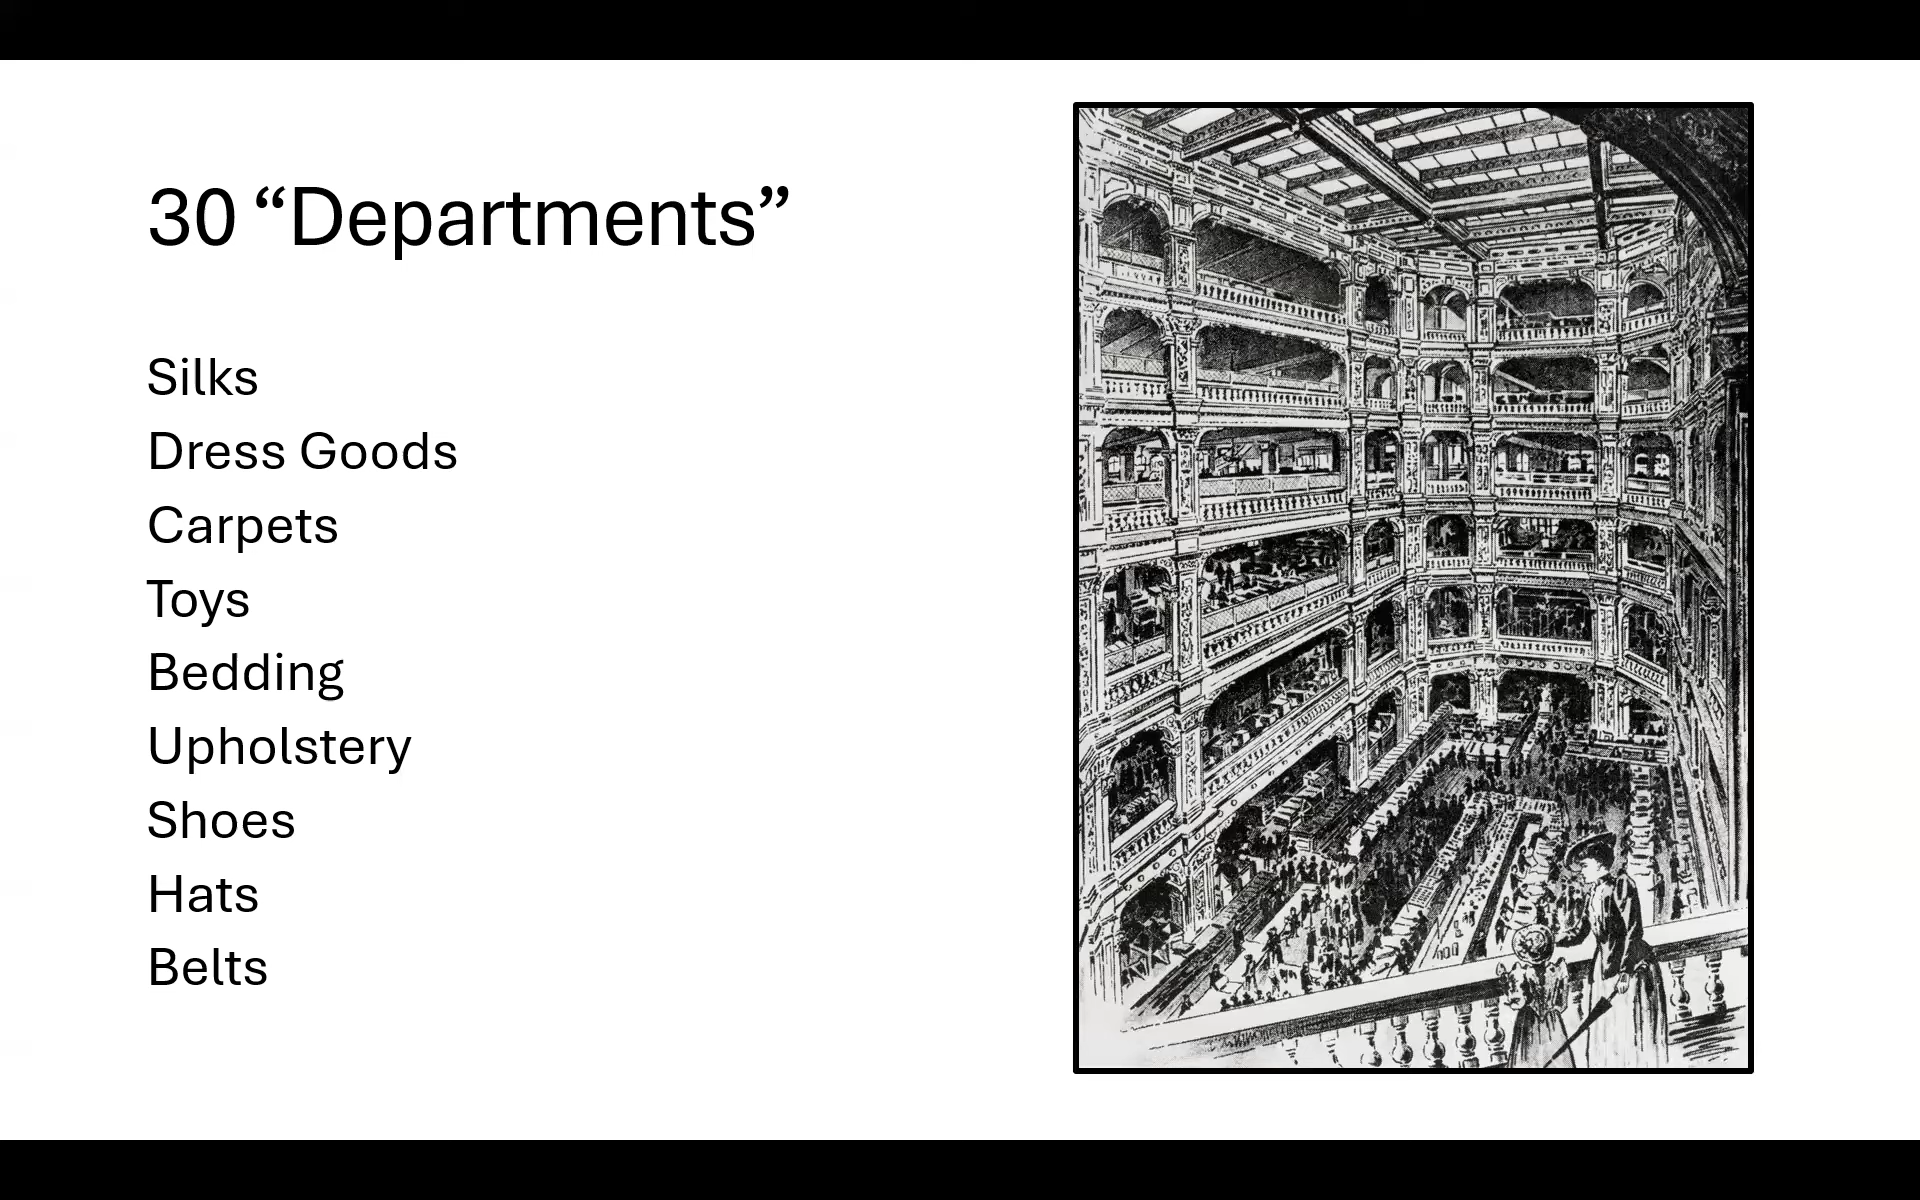 30 “Departments”
Silks
Dress Goods
Carpets
Toys
Bedding
Upholstery
Shoes
Hats
Belts